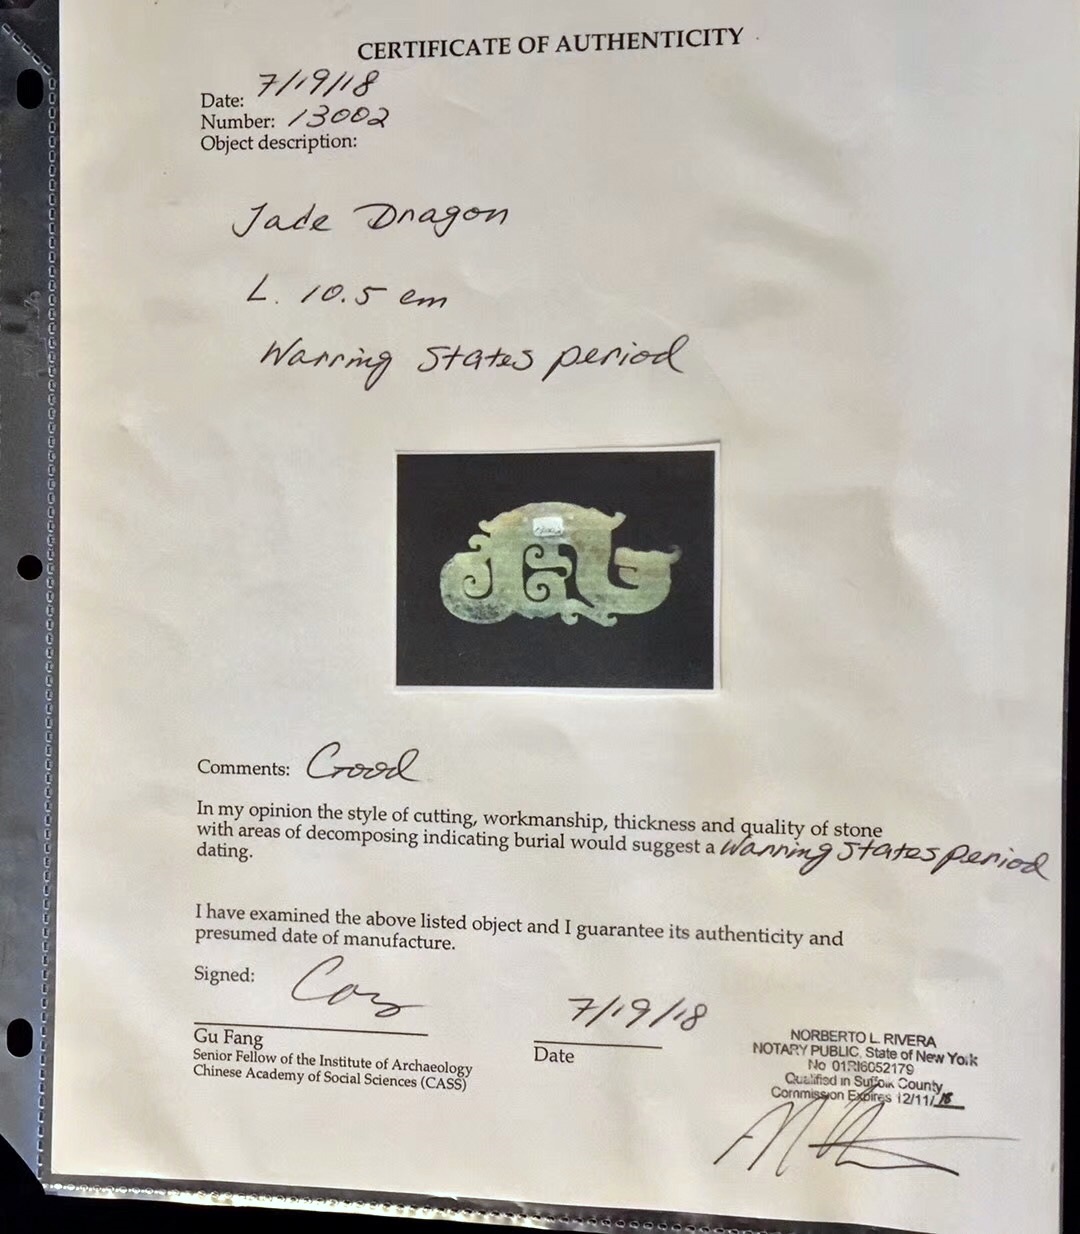 CERTIFICATE OF AUTHENTICITY
Date: 7/19/18
Number: 13002
Object description:
Jade Dragon
L. 10.5 cm
Warring States period
Comments: Good
In my opinion the style of cutting, workmanship, thickness and quality of stone
with areas of decomposing indicating burial would suggest a Warring States period
dating.
I have examined the above listed object and I guarantee its authenticity and
presumed date of manufacture.
Signed:
7/19/18
Gu Fang
Date
Senior Fellow of the Institute of Archaeology
Chinese Academy of Social Sciences (CASS)
NORBERTO L. RIVERA
NOTARY PUBLIC, State of New York
No 01RI6052179
Qualified in Suffolk County
Commission Expires 12/11/18